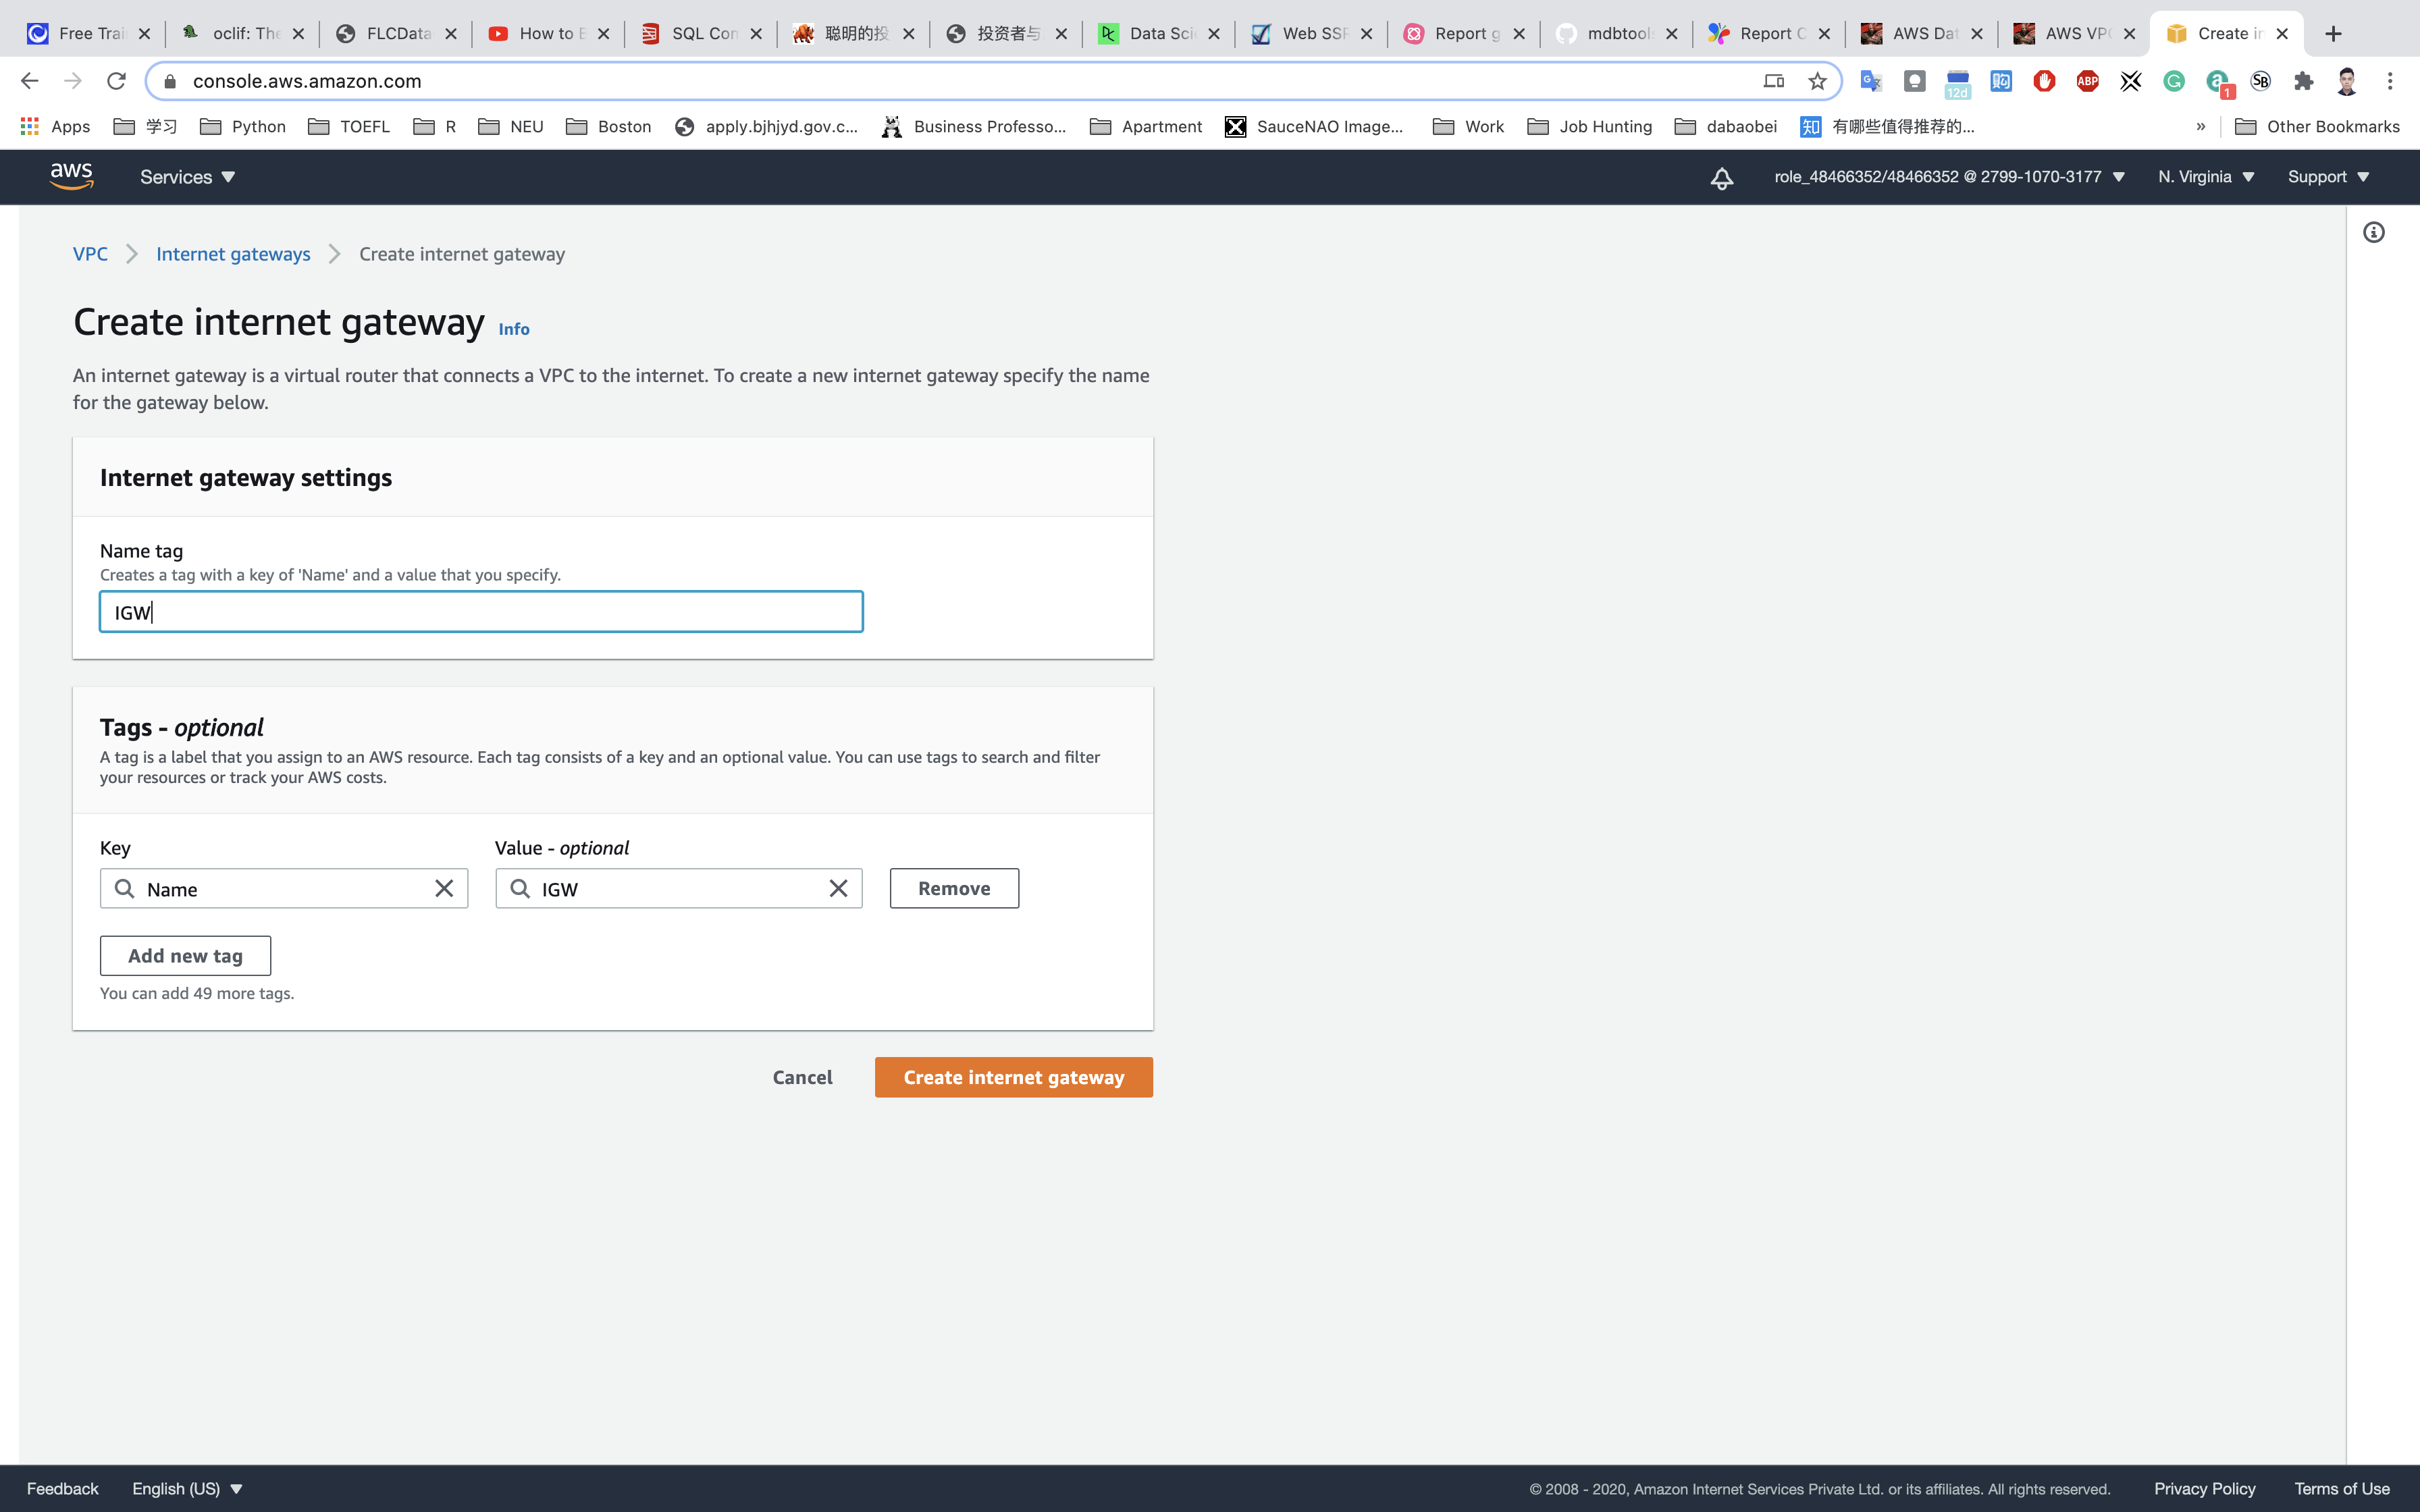 Free Trai
oclif: The
FLCData
How to E
SQL Con
聪明的投
投资者与
Data Sci
Web SSR
Report g
mdbtools
Report C
AWS Dat
AWS VPC
Create in
console.aws.amazon.com
12d
ABP
1
Apps
学习
Python
TOEFL
R
NEU
Boston
apply.bjhjyd.gov.c...
Business Professo...
Apartment
SauceNAO Image...
Work
Job Hunting
dabaobei
知 有哪些值得推荐的...
»
Other Bookmarks
aws
Services
role_48466352/48466352 @ 2799-1070-3177
N. Virginia
Support
VPC
Internet gateways
Create internet gateway
Create internet gateway Info
An internet gateway is a virtual router that connects a VPC to the internet. To create a new internet gateway specify the name
for the gateway below.
Internet gateway settings
Name tag
Creates a tag with a key of 'Name' and a value that you specify.
IGW
Tags - optional
A tag is a label that you assign to an AWS resource. Each tag consists of a key and an optional value. You can use tags to search and filter
your resources or track your AWS costs.
Key
Value - optional
Name
IGW
Remove
Add new tag
You can add 49 more tags.
Cancel
Create internet gateway
Feedback
English (US)
© 2008 - 2020, Amazon Internet Services Private Ltd. or its affiliates. All rights reserved.
Privacy Policy
Terms of Use